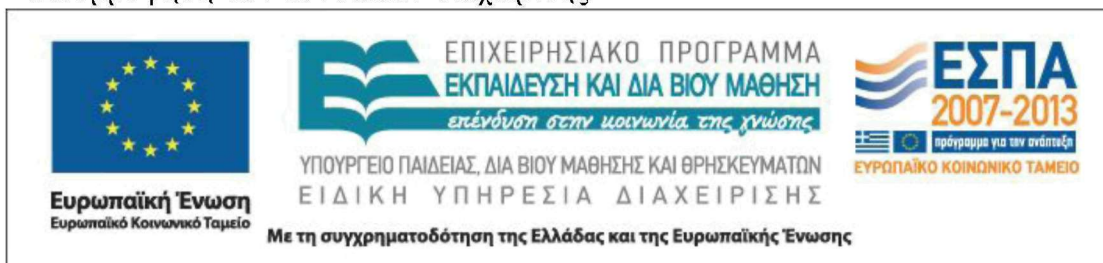 Ευρωπαϊκή Ένωση
Ευρωπαϊκό Κοινωνικό Ταμείο
ΕΠΙΧΕΙΡΗΣΙΑΚΟ ΠΡΟΓΡΑΜΜΑ
ΕΚΠΑΙΔΕΥΣΗ ΚΑΙ ΔΙΑ ΒΙΟΥ ΜΑΘΗΣΗ
επένδυση στην κοινωνία της γνώσης
ΥΠΟΥΡΓΕΙΟ ΠΑΙΔΕΙΑΣ, ΔΙΑ ΒΙΟΥ ΜΑΘΗΣΗΣ ΚΑΙ ΘΡΗΣΚΕΥΜΑΤΩΝ
ΕΙΔΙΚΗ ΥΠΗΡΕΣΙΑ ΔΙΑΧΕΙΡΙΣΗΣ
Με τη συγχρηματοδότηση της Ελλάδας και της Ευρωπαϊκής Ένωσης
ΕΣΠΑ
2007-2013
πρόγραμμα για την ανάπτυξη
ΕΥΡΩΠΑΪΚΟ ΚΟΙΝΩΝΙΚΟ ΤΑΜΕΙΟ